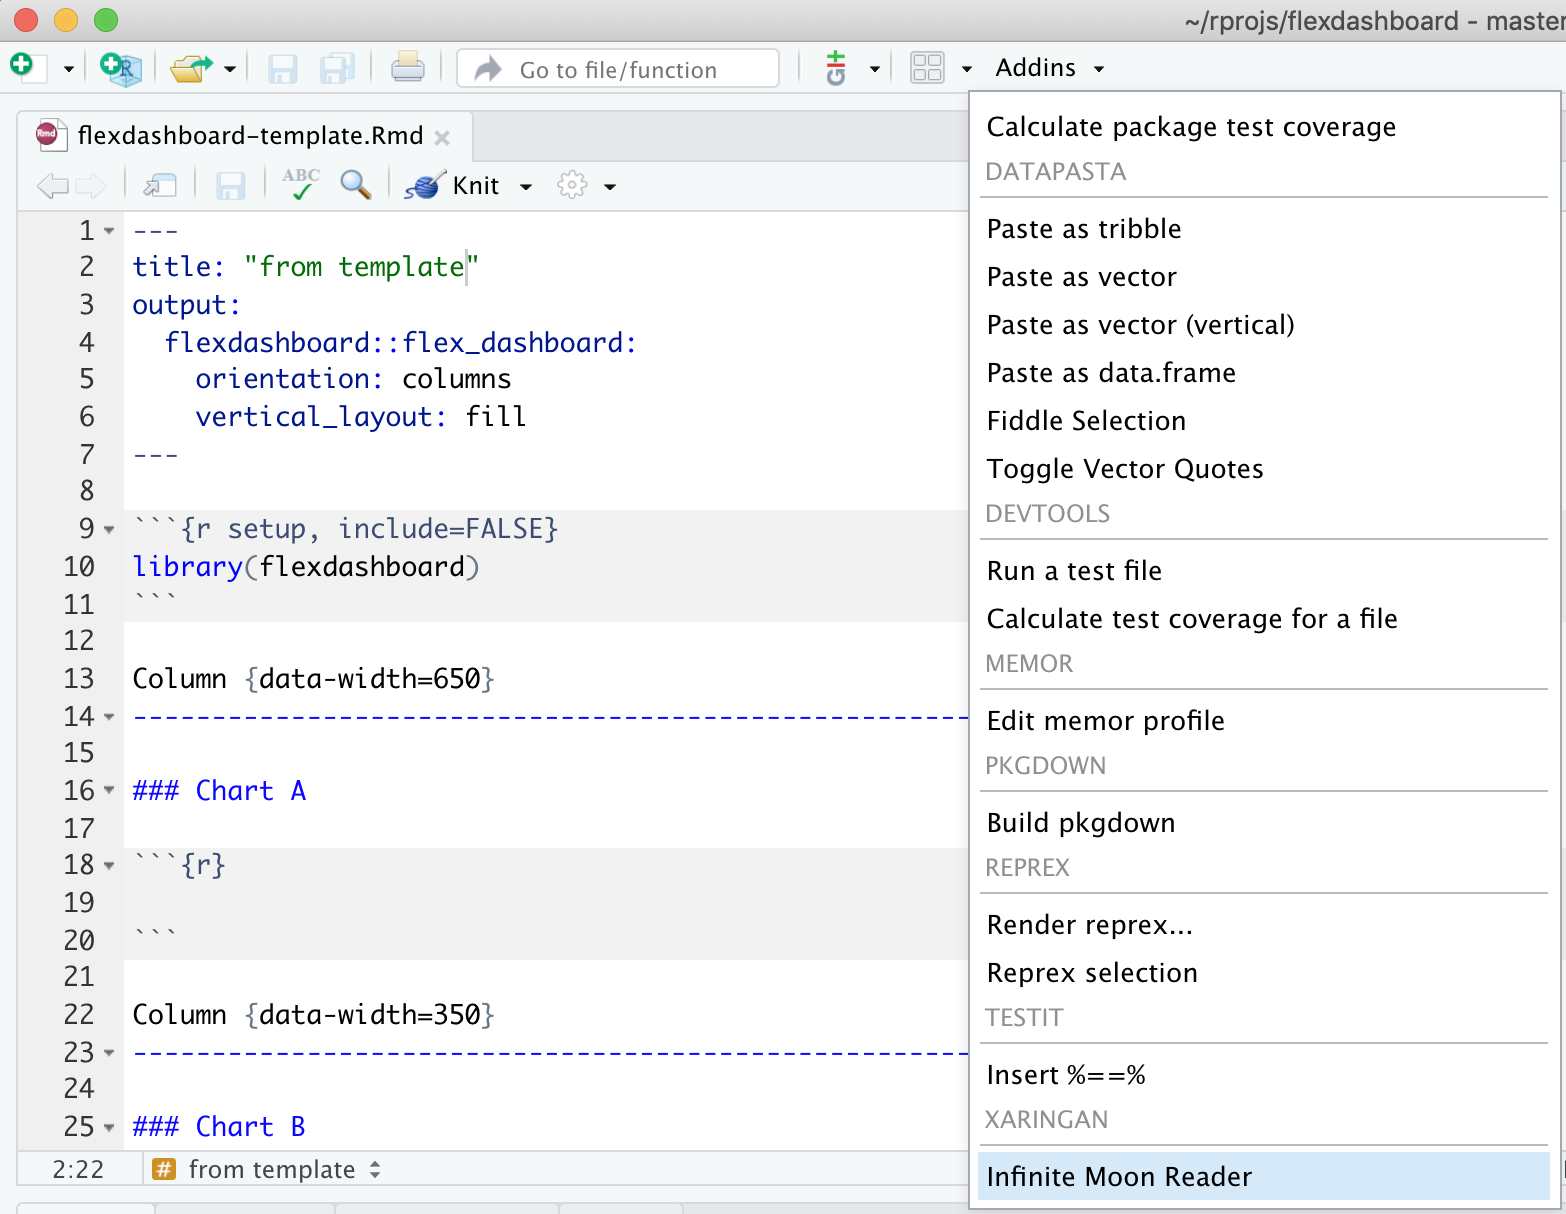 ~/rprojs/flexdashboard - master
Go to file/function
Addins
flexdashboard-template.Rmd
ABC
Knit
1 ---
2 title: "from template"
3 output:
4 flexdashboard::flex_dashboard:
5 orientation: columns
6 vertical_layout: fill
7 ---
8
9 ```{r setup, include=FALSE}
10 library(flexdashboard)
11 ```
12
13 Column {data-width=650}
14 -----------------------------------------------------
15
16 ### Chart A
17
18 ```{r}
19
20 ```
21
22 Column {data-width=350}
23 -----------------------------------------------------
24
25 ### Chart B
2:22 # from template
Calculate package test coverage
DATAPASTA
Paste as tribble
Paste as vector
Paste as vector (vertical)
Paste as data.frame
Fiddle Selection
Toggle Vector Quotes
DEVTOOLS
Run a test file
Calculate test coverage for a file
MEMOR
Edit memor profile
PKGDOWN
Build pkgdown
REPREX
Render reprex...
Reprex selection
TESTIT
Insert %==%
XARINGAN
Infinite Moon Reader